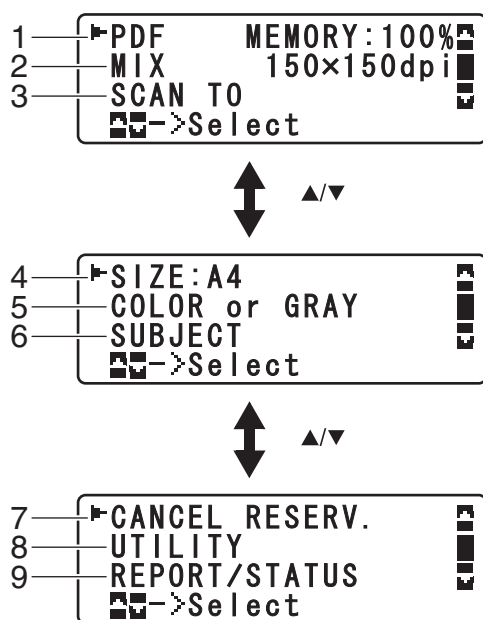 1 PDF MEMORY:100%
2 MIX 150×150dpi
3 SCAN TO
->Select
▲/▼
4 SIZE:A4
5 COLOR or GRAY
6 SUBJECT
->Select
▲/▼
7 CANCEL RESERV.
8 UTILITY
9 REPORT/STATUS
->Select